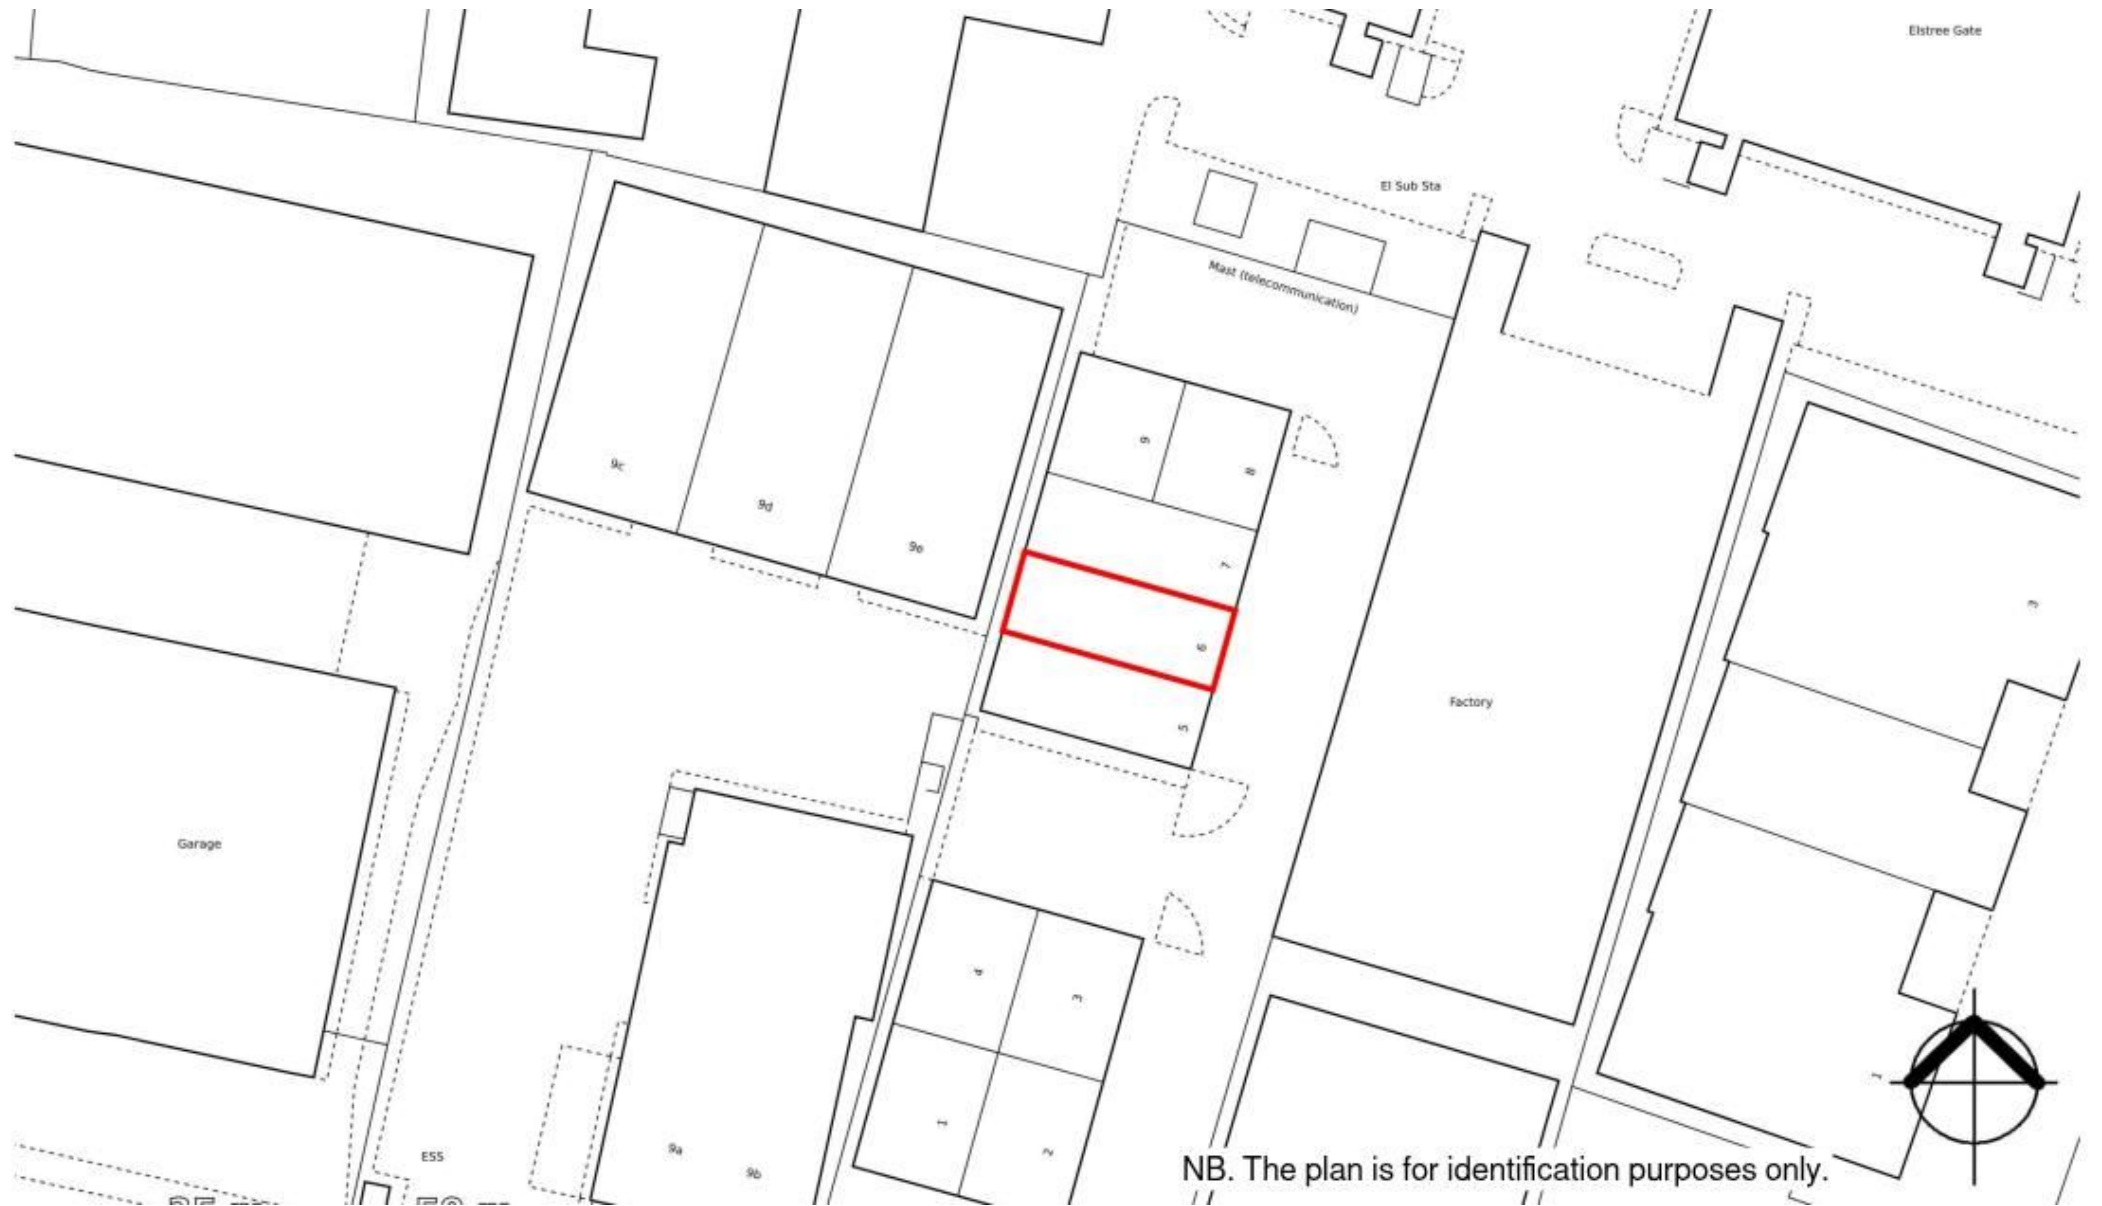 Elstree Gate
El Sub Sta
Mast (telecommunication)
9
8
9c
9d
9e
7
6
3
Factory
5
Garage
4
3
1
1
2
9a
9b
ESS
NB. The plan is for identification purposes only.